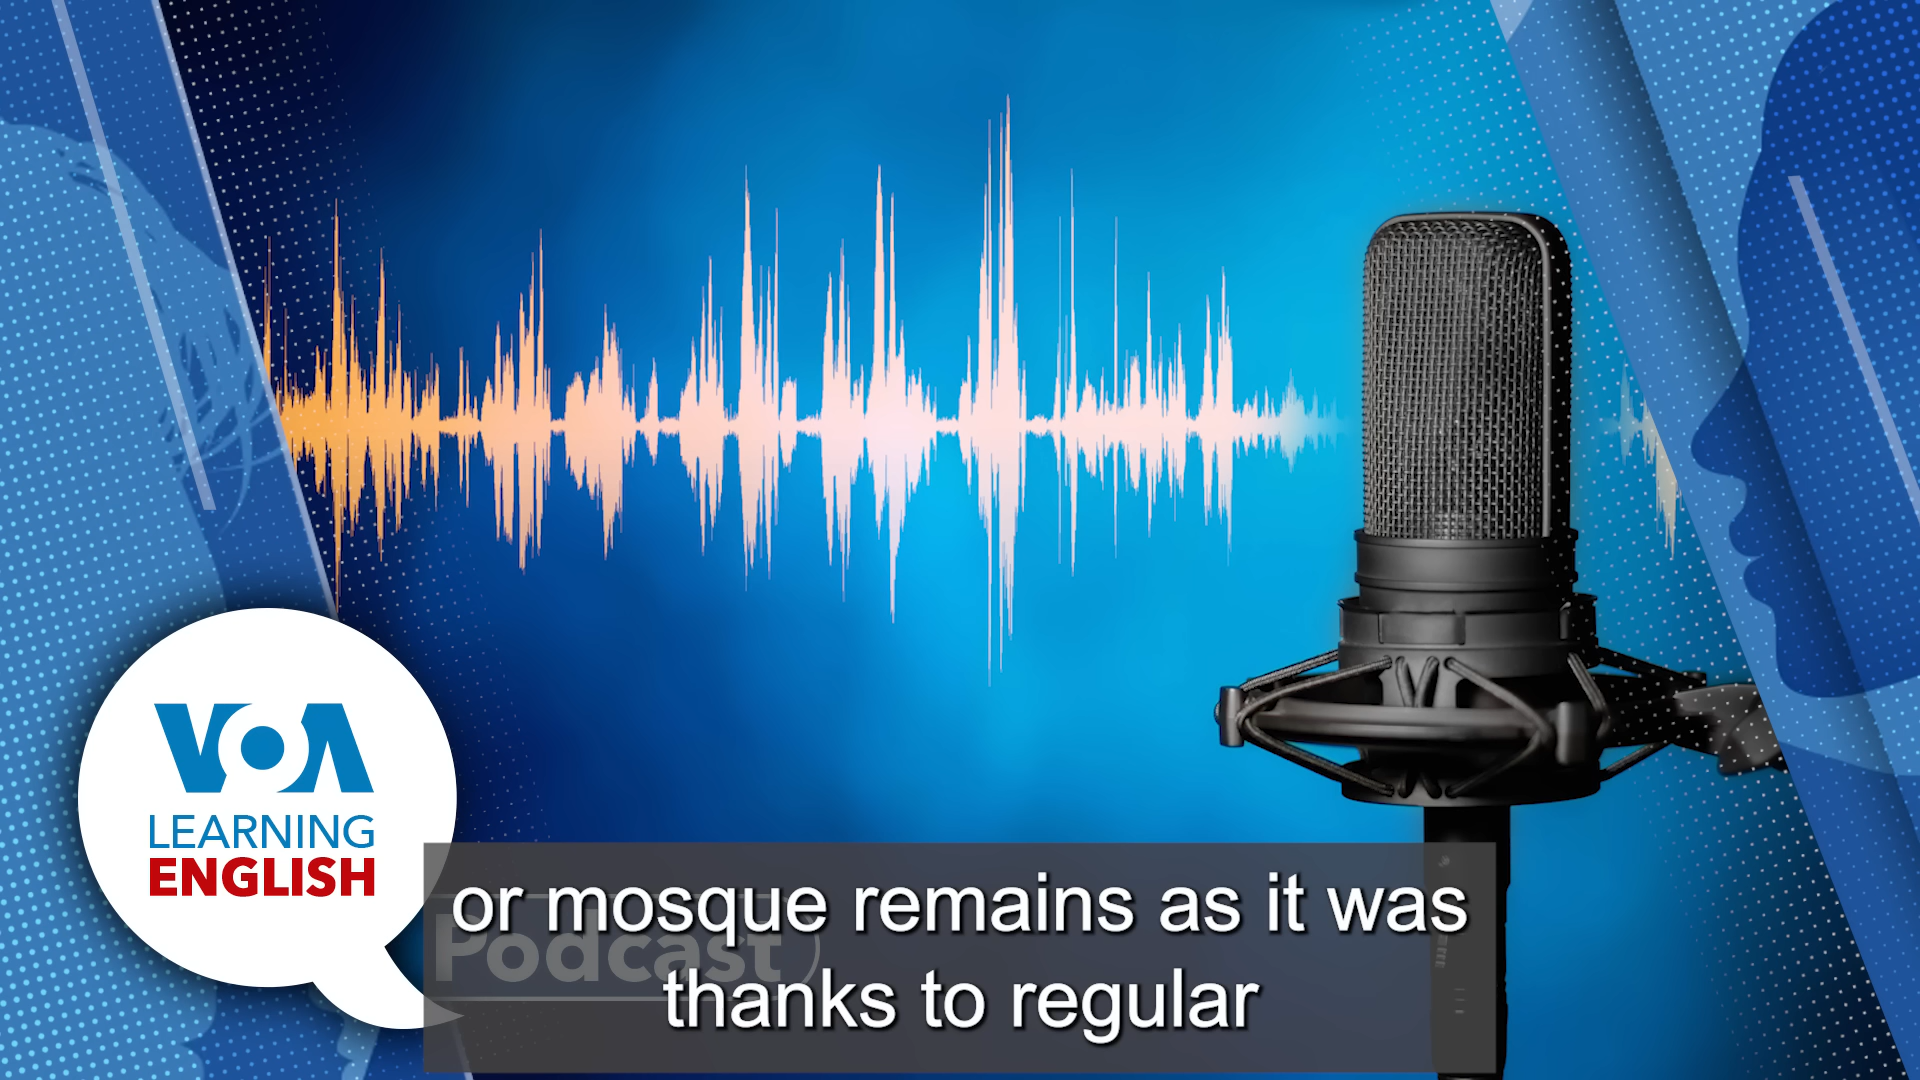 VOA
LEARNING
ENGLISH
Podcast
or mosque remains as it was
thanks to regular